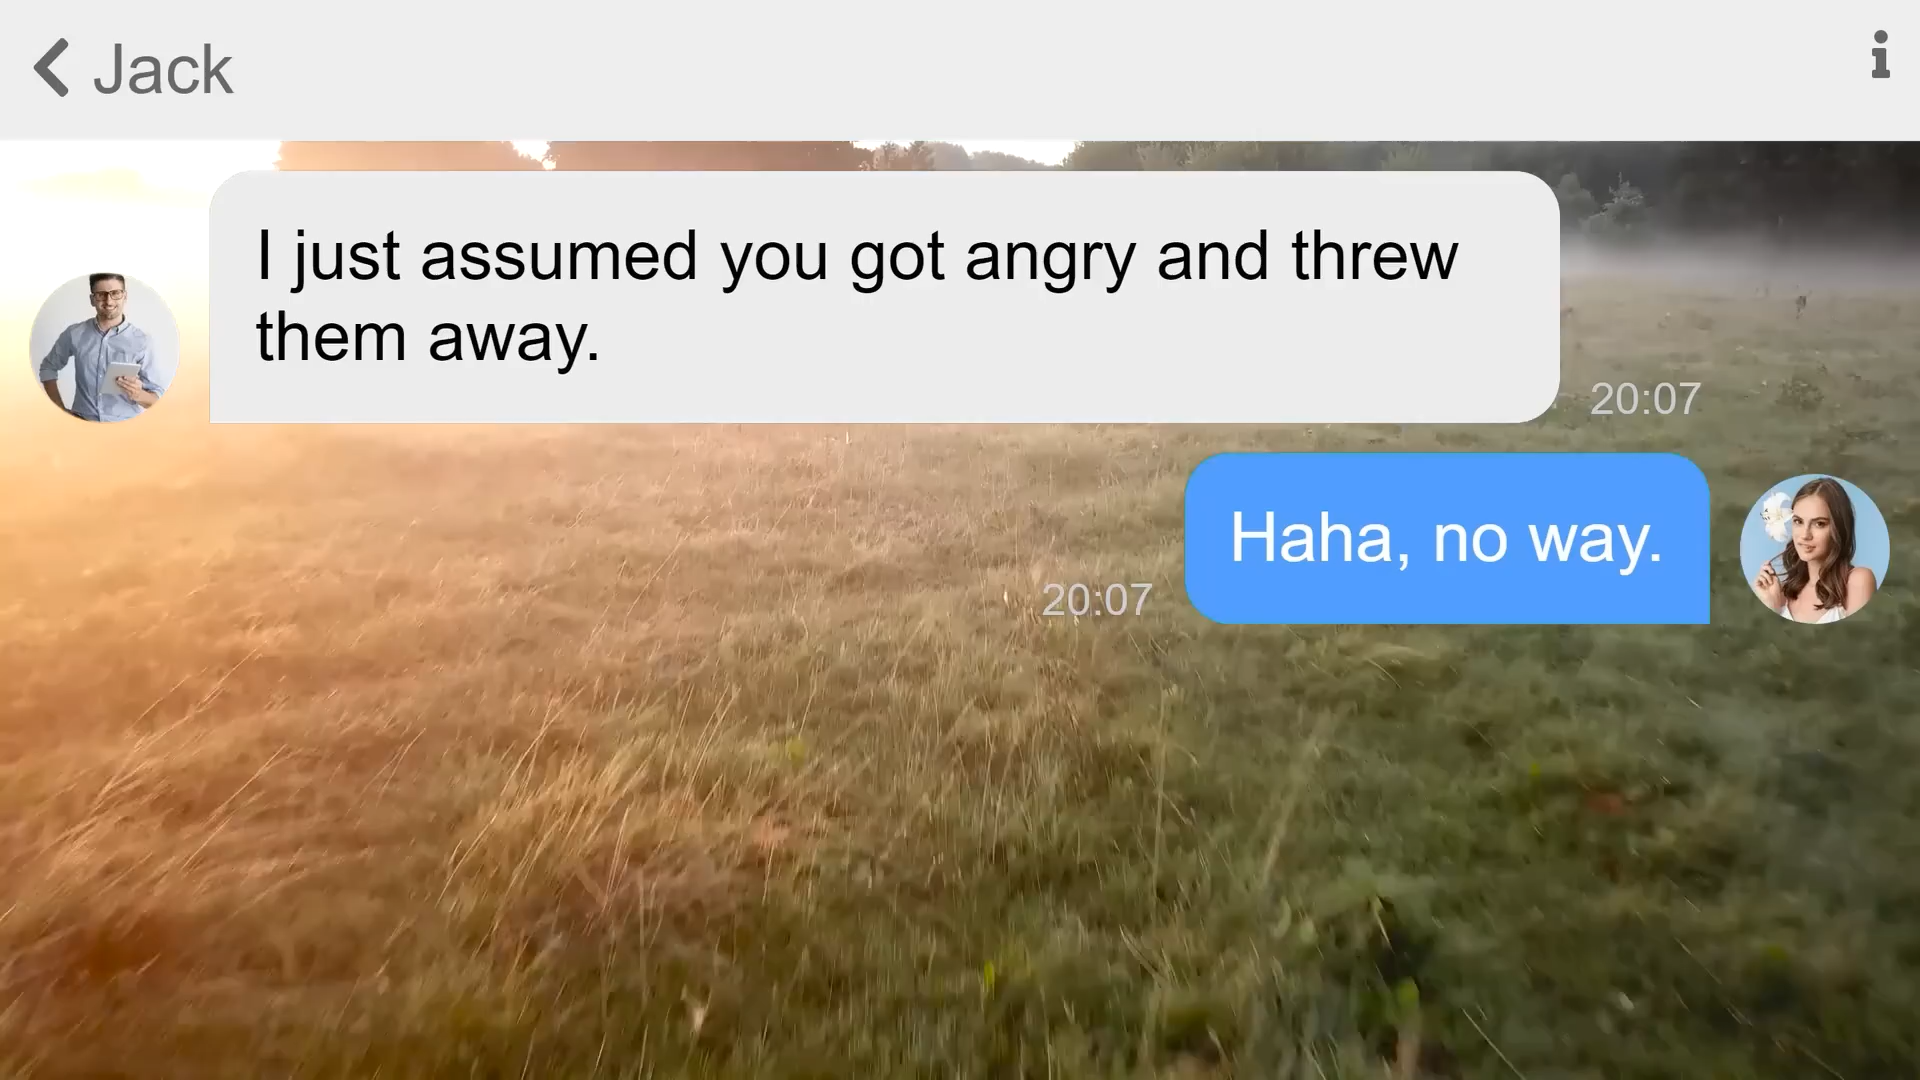 Jack
I just assumed you got angry and threw
them away.
20:07
Haha, no way.
20:07